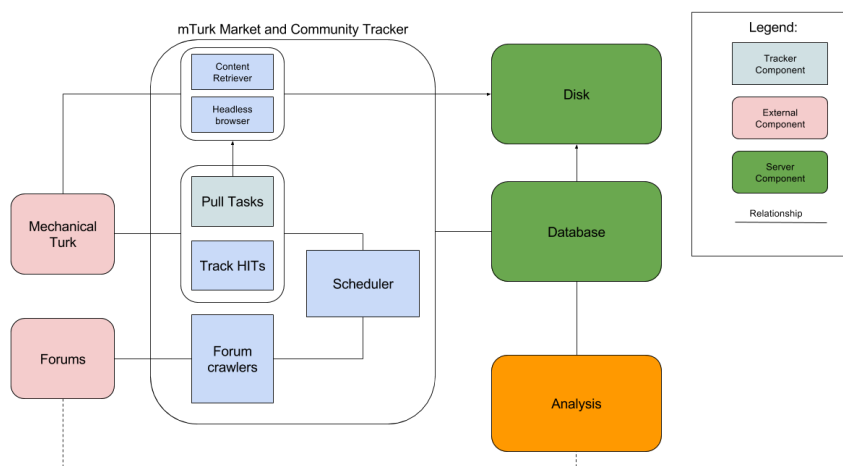 mTurk Market and Community Tracker
Content
Retriever
Headless
browser
Pull Tasks
Track HITs
Scheduler
Forum
crawlers
Mechanical
Turk
Forums
Disk
Database
Analysis
Legend:
Tracker
Component
External
Component
Server
Component
Relationship